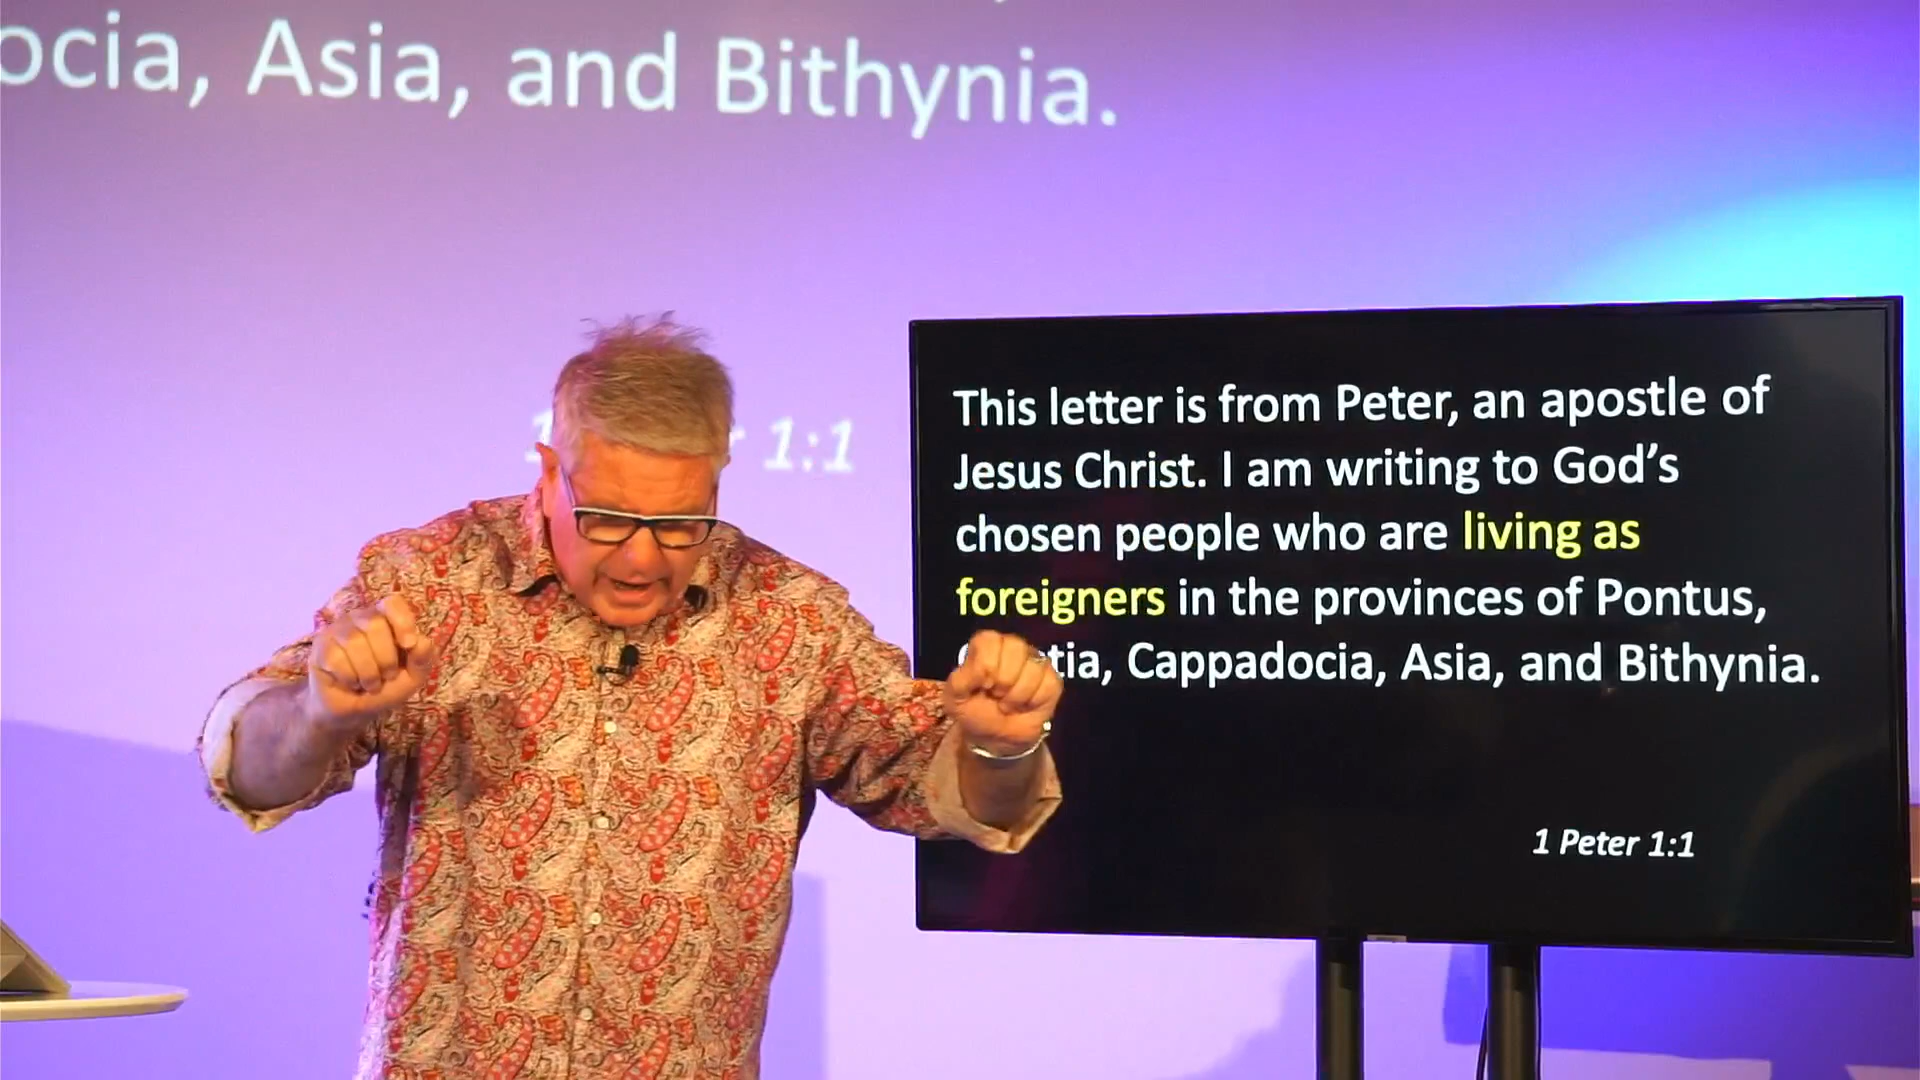 ocia, Asia, and Bithynia.
1:1
This letter is from Peter, an apostle of
Jesus Christ. I am writing to God's
chosen people who are living as
foreigners in the provinces of Pontus,
tia, Cappadocia, Asia, and Bithynia.
1 Peter 1:1